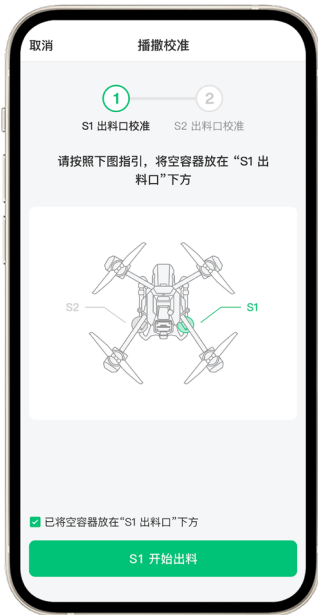 取消
播撒校准
1
2
S1 出料口校准
S2 出料口校准
请按照下图指引，将空容器放在 “S1 出
料口”下方
S2
S1
已将空容器放在“S1 出料口”下方
S1 开始出料